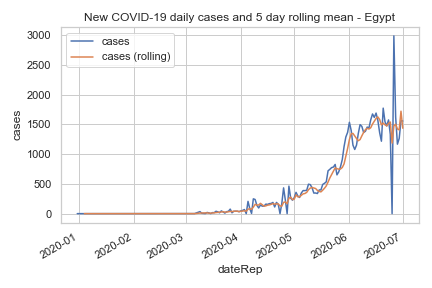 New COVID-19 daily cases and 5 day rolling mean - Egypt
cases
cases (rolling)
3000
2500
2000
1500
1000
500
0
cases
2020-01
2020-02
2020-03
2020-04
2020-05
2020-06
2020-07
dateRep